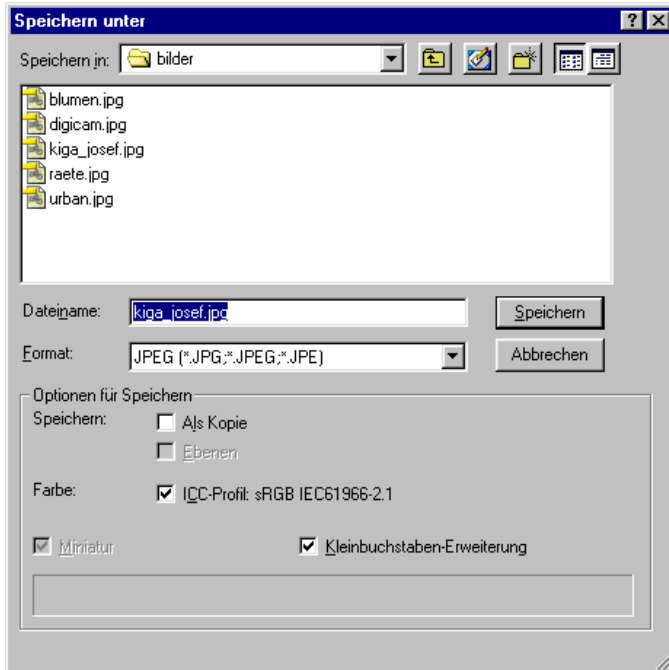 Speichern unter
Speichern in: bilder
blumen.jpg
digicam.jpg
kiga_josef.jpg
raete.jpg
urban.jpg
Dateiname: kiga_josef.jpg Speichern
Format: JPEG (*.JPG;*.JPEG;*.JPE) Abbrechen
Optionen für Speichern
Speichern: Als Kopie
Ebenen
Farbe: ICC-Profil: sRGB IEC61966-2.1
Miniatur Kleinbuchstaben-Erweiterung